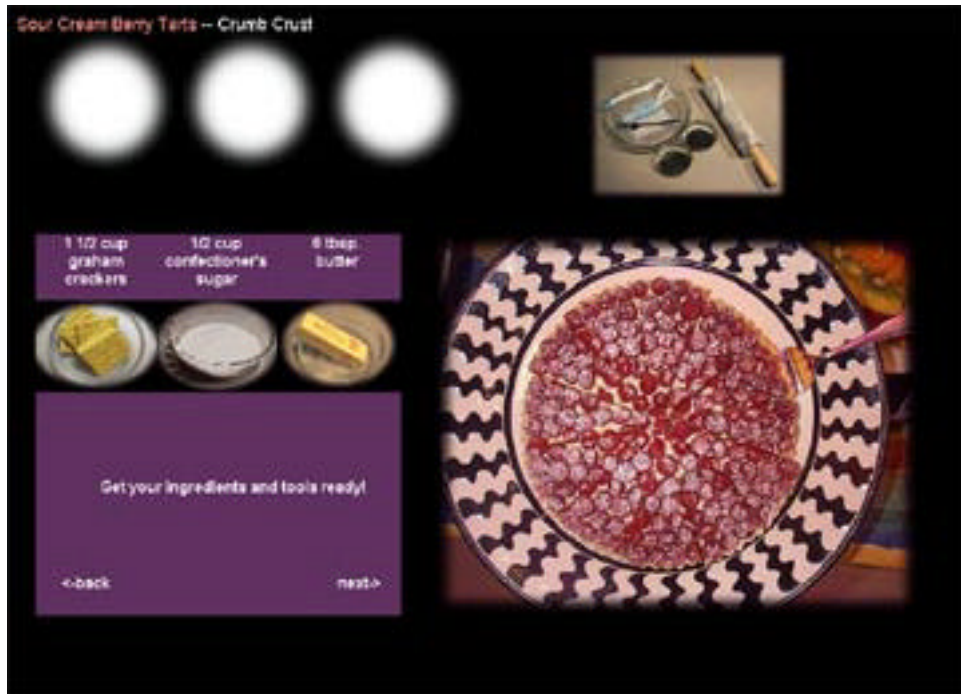 Sour Cream Berry Tarts -- Crumb Crust
1 1/2 cup
graham
crackers
1/2 cup
confectioner's
sugar
6 tbsp.
butter
Get your ingredients and tools ready!
<-back
next->